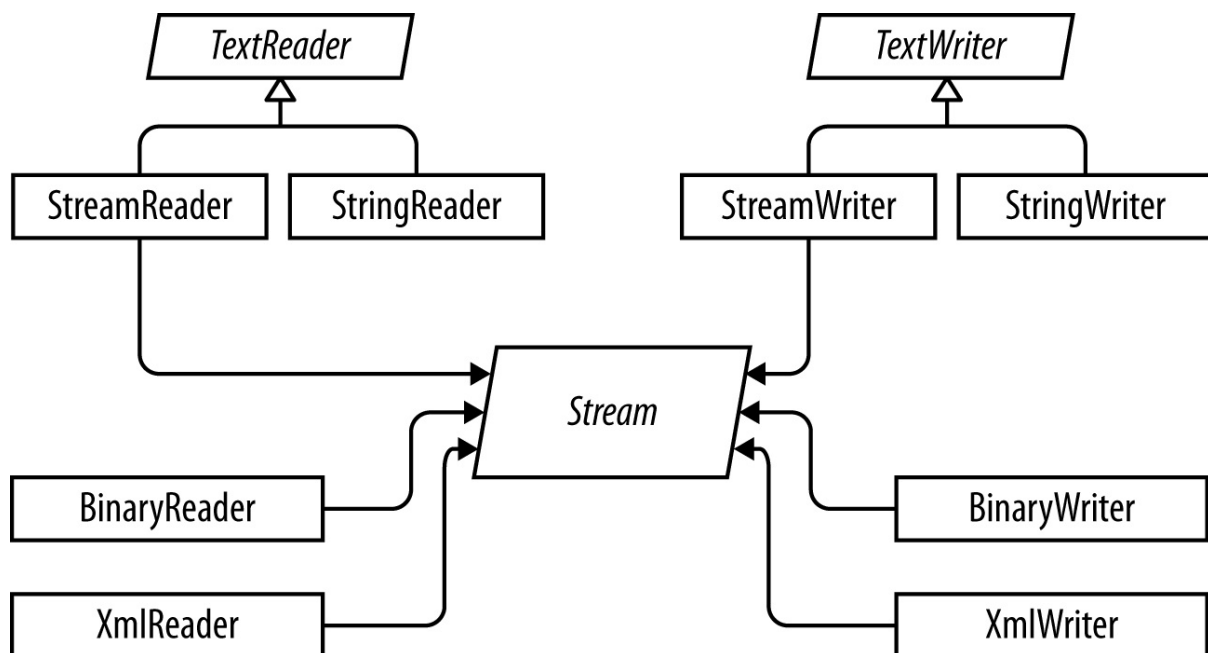 TextReader
TextWriter
StreamReader
StringReader
StreamWriter
StringWriter
Stream
BinaryReader
BinaryWriter
XmlReader
XmlWriter